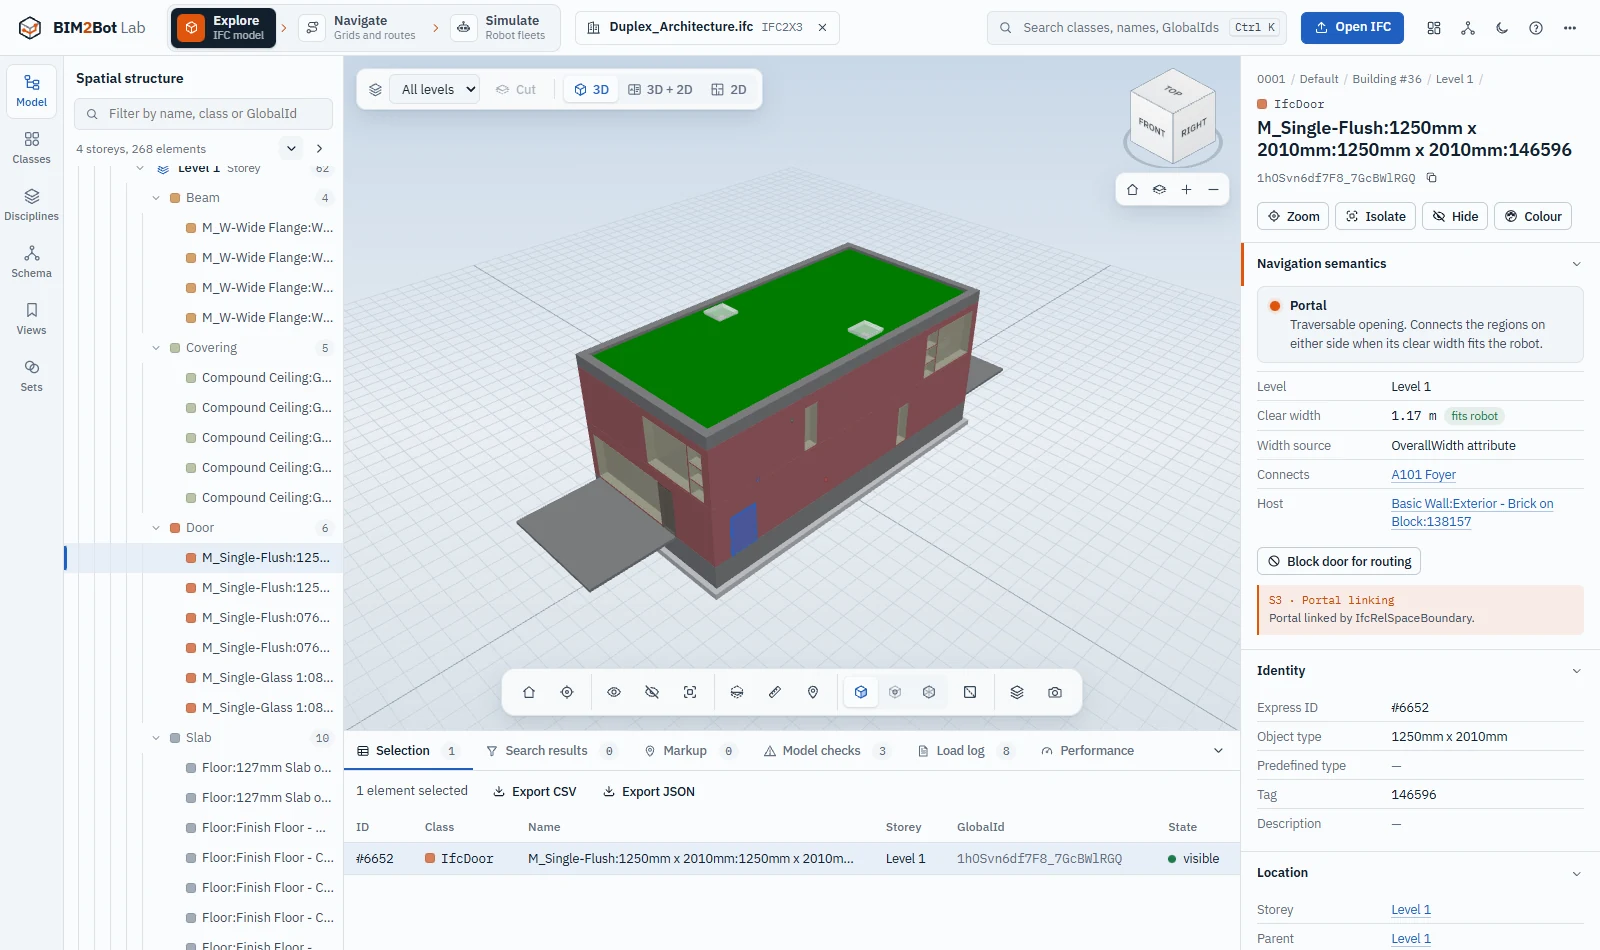 BIM2Bot Lab
Explore
IFC model
Navigate
Grids and routes
Simulate
Robot fleets
Duplex_Architecture.ifc IFC2X3
Search classes, names, GlobalIds Ctrl K
Open IFC
Model
Classes
Disciplines
Schema
Views
Sets
Spatial structure
Filter by name, class or GlobalId
4 storeys, 268 elements
Level 1 Storey 62
Beam 4
M_W-Wide Flange:W...
M_W-Wide Flange:W...
M_W-Wide Flange:W...
M_W-Wide Flange:W...
Covering 5
Compound Ceiling:G...
Compound Ceiling:G...
Compound Ceiling:G...
Compound Ceiling:G...
Compound Ceiling:G...
Door 6
M_Single-Flush:125...
M_Single-Flush:125...
M_Single-Flush:076...
M_Single-Flush:076...
M_Single-Glass 1:08...
M_Single-Glass 1:08...
Slab 10
Floor:127mm Slab o...
Floor:127mm Slab o...
Floor:Finish Floor - ...
Floor:Finish Floor - C...
Floor:Finish Floor - C...
Floor:Finish Floor - C...
Floor:Finish Floor -
All levels
Cut
3D
3D + 2D
2D
TOP
FRONT
RIGHT
Selection 1
Search results 0
Markup 0
Model checks 3
Load log 8
Performance
1 element selected
Export CSV
Export JSON
ID Class Name Storey GlobalId State
#6652 IfcDoor M_Single-Flush:1250mm x 2010mm:1250mm x 2010m... Level 1 1hOSvn6df7F8_7GcBWlRGQ visible
0001 / Default / Building #36 / Level 1 /
IfcDoor
M_Single-Flush:1250mm x
2010mm:1250mm x 2010mm:146596
1hOSvn6df7F8_7GcBWlRGQ
Zoom
Isolate
Hide
Colour
Navigation semantics
Portal
Traversable opening. Connects the regions on
either side when its clear width fits the robot.
Level Level 1
Clear width 1.17 m fits robot
Width source OverallWidth attribute
Connects A101 Foyer
Host Basic Wall:Exterior - Brick on
Block:138157
Block door for routing
S3 · Portal linking
Portal linked by IfcRelSpaceBoundary.
Identity
Express ID #6652
Object type 1250mm x 2010mm
Predefined type —
Tag 146596
Description —
Location
Storey Level 1
Parent Level 1